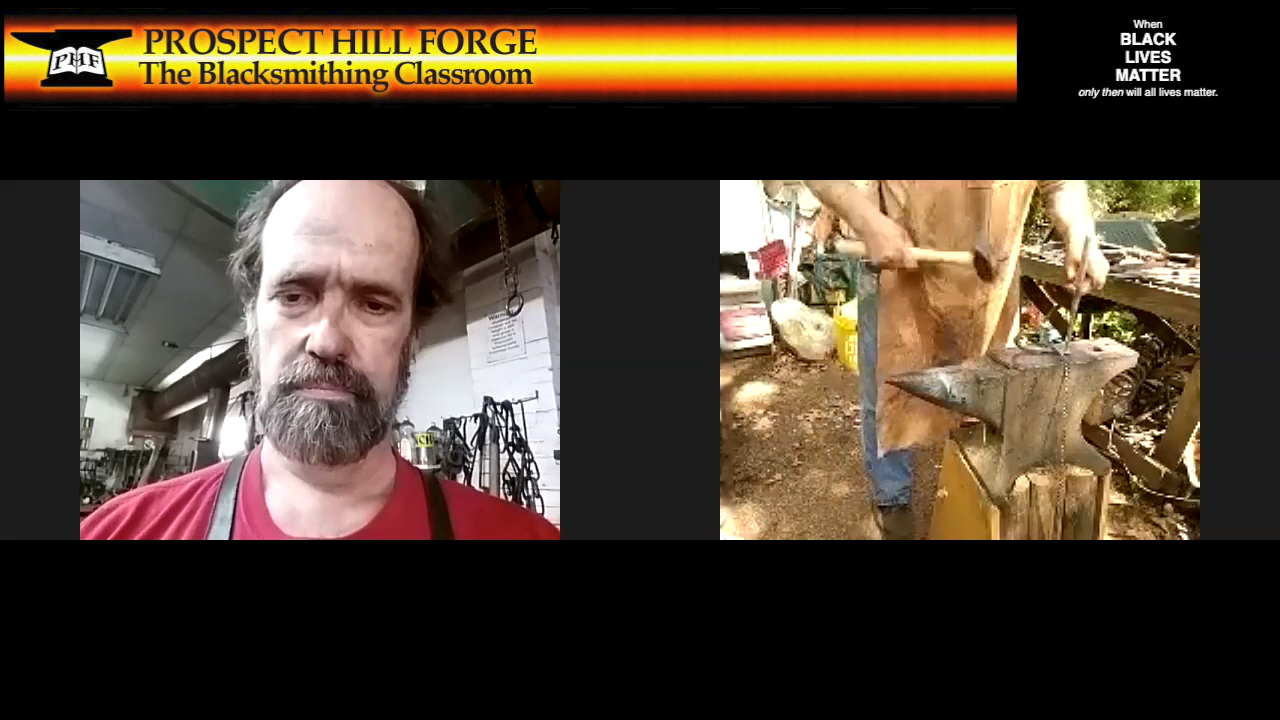 PHF
PROSPECT HILL FORGE
The Blacksmithing Classroom
When
BLACK
LIVES
MATTER
only then will all lives matter.